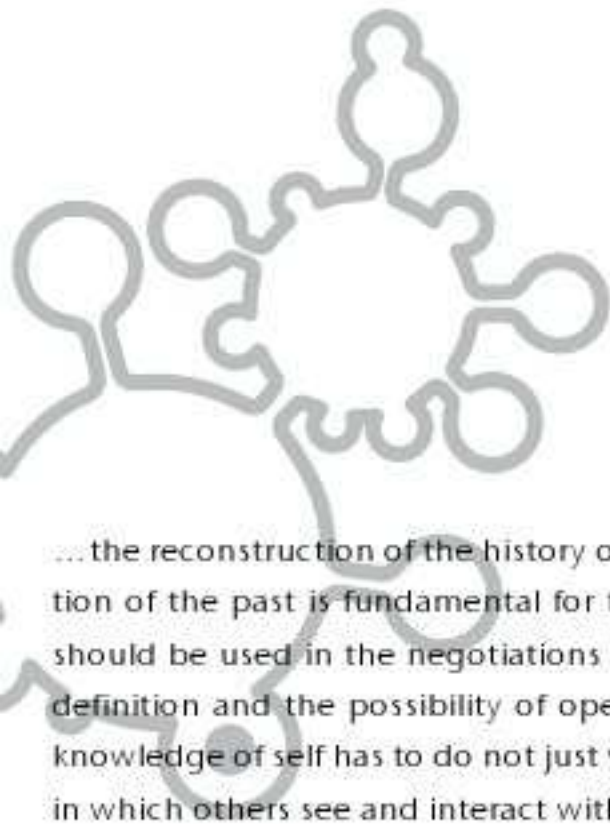 ... the reconstruction of the history o
tion of the past is fundamental for
should be used in the negotiations
definition and the possibility of ope
knowledge of self has to do not just
in which others see and interact with